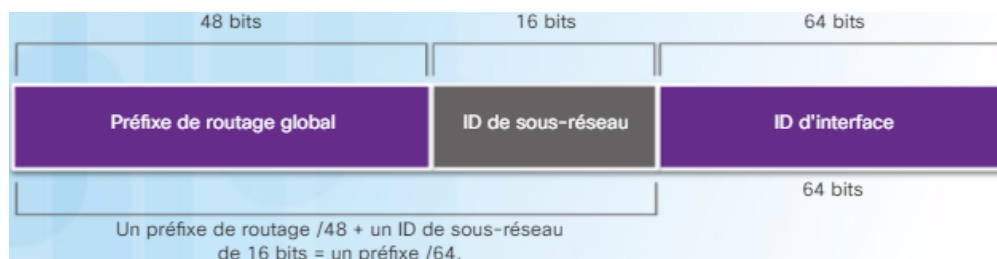 48 bits 16 bits 64 bits
Préfixe de routage global ID de sous-réseau ID d'interface
64 bits
Un préfixe de routage /48 + un ID de sous-réseau
de 16 bits = un préfixe /64.